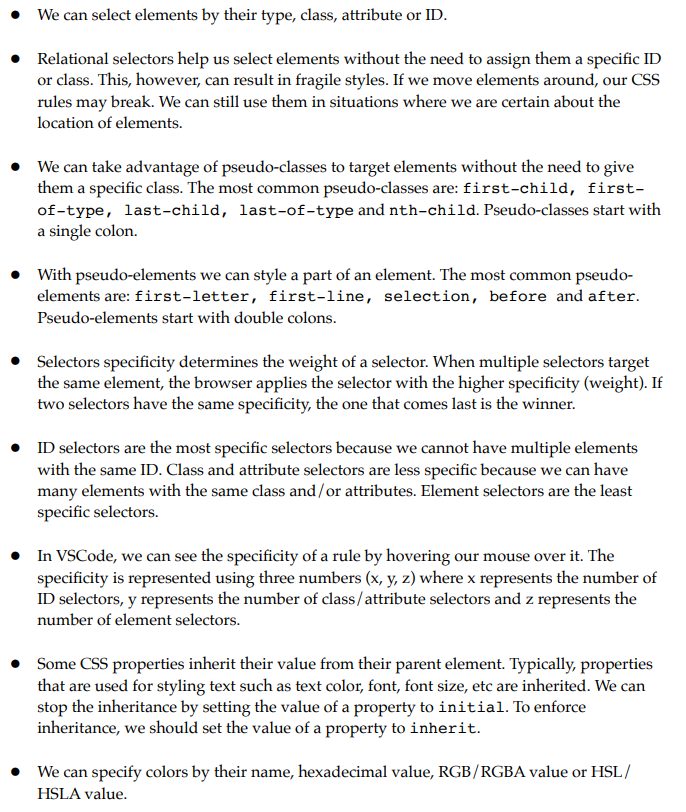 ● We can select elements by their type, class, attribute or ID.
● Relational selectors help us select elements without the need to assign them a specific ID
or class. This, however, can result in fragile styles. If we move elements around, our CSS
rules may break. We can still use them in situations where we are certain about the
location of elements.
● We can take advantage of pseudo-classes to target elements without the need to give
them a specific class. The most common pseudo-classes are: first-child, first-
of-type, last-child, last-of-type and nth-child. Pseudo-classes start with
a single colon.
● With pseudo-elements we can style a part of an element. The most common pseudo-
elements are: first-letter, first-line, selection, before and after.
Pseudo-elements start with double colons.
● Selectors specificity determines the weight of a selector. When multiple selectors target
the same element, the browser applies the selector with the higher specificity (weight). If
two selectors have the same specificity, the one that comes last is the winner.
● ID selectors are the most specific selectors because we cannot have multiple elements
with the same ID. Class and attribute selectors are less specific because we can have
many elements with the same class and/or attributes. Element selectors are the least
specific selectors.
● In VSCode, we can see the specificity of a rule by hovering our mouse over it. The
specificity is represented using three numbers (x, y, z) where x represents the number of
ID selectors, y represents the number of class/attribute selectors and z represents the
number of element selectors.
● Some CSS properties inherit their value from their parent element. Typically, properties
that are used for styling text such as text color, font, font size, etc are inherited. We can
stop the inheritance by setting the value of a property to initial. To enforce
inheritance, we should set the value of a property to inherit.
● We can specify colors by their name, hexadecimal value, RGB/RGBA value or HSL/
HSLA value.